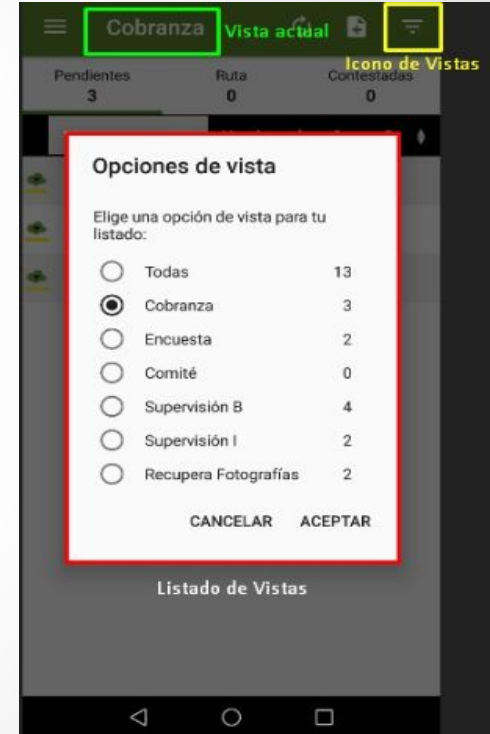 Cobranza
Vista actual
Icono de Vistas
Pendientes
3
Ruta
0
Contestadas
0
Opciones de vista
Elige una opción de vista para tu
listado:
Todas 13
Cobranza 3
Encuesta 2
Comité 0
Supervisión B 4
Supervisión I 2
Recupera Fotografías 2
CANCELAR ACEPTAR
Listado de Vistas